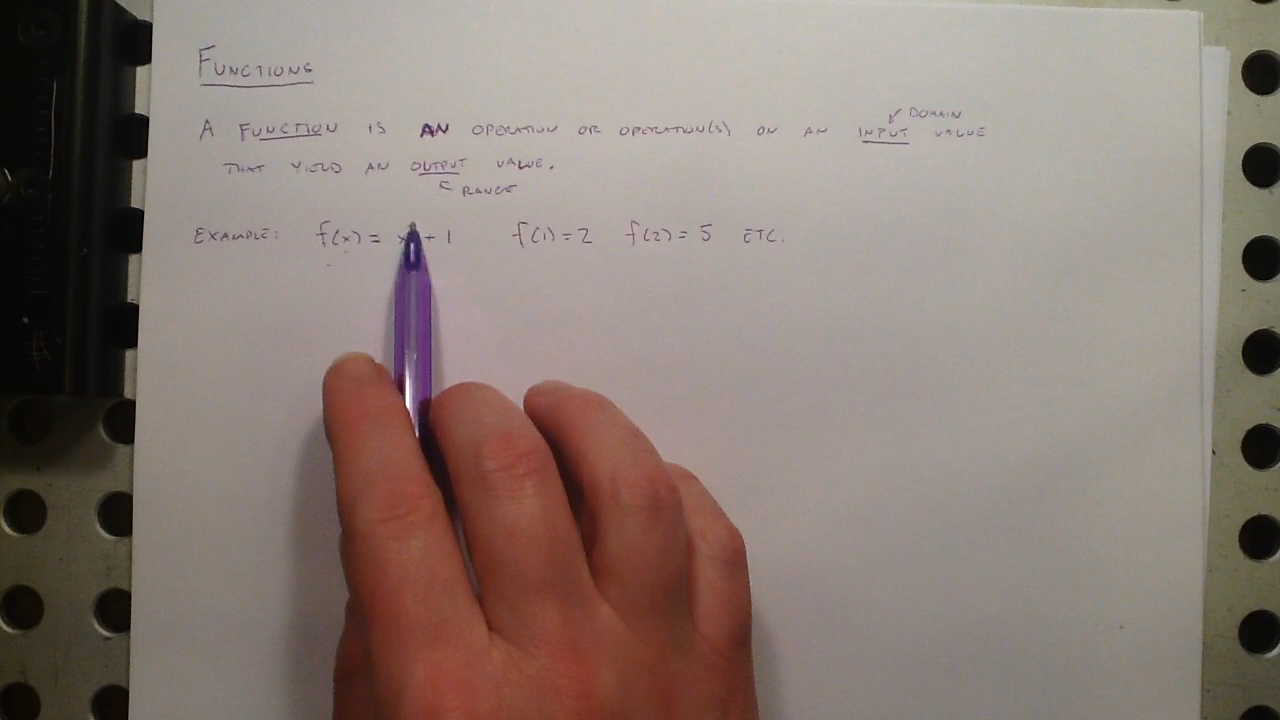 FUNCTIONS
DOMAIN
A FUNCTION IS AN OPERATION OR OPERATION(S) ON AN INPUT VALUE
THAT YIELD AN OUTPUT VALUE.
RANGE
EXAMPLE: f(x) = x + 1 f(1) = 2 f(2) = 5 ETC.